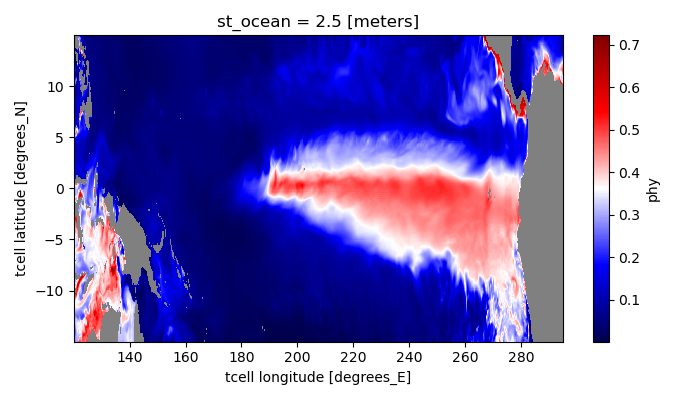 st_ocean = 2.5 [meters]
10
5
0
−5
−10
tcell latitude [degrees_N]
140 160 180 200 220 240 260 280
tcell longitude [degrees_E]
0.7
0.6
0.5
0.4
0.3
0.2
0.1
phy